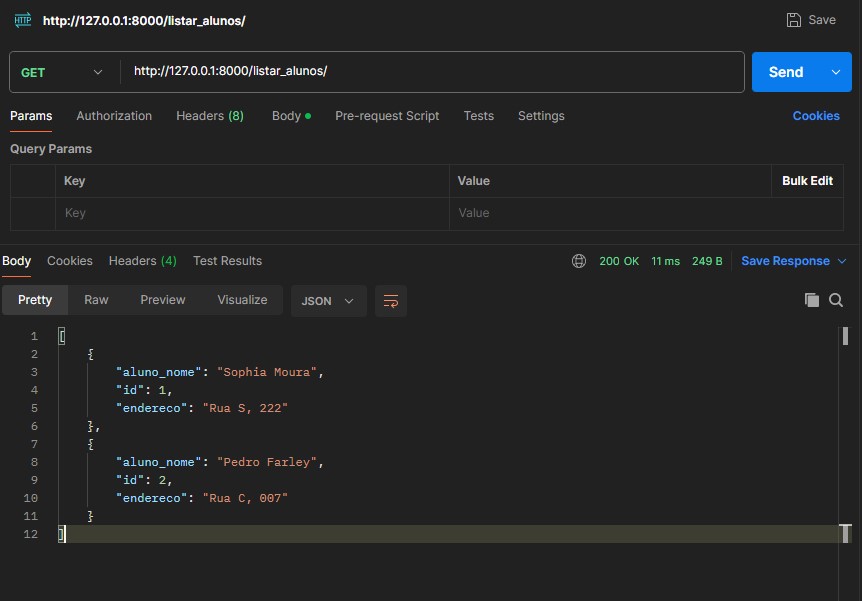 HTTP http://127.0.0.1:8000/listar_alunos/ Save
GET http://127.0.0.1:8000/listar_alunos/ Send
Params Authorization Headers (8) Body Pre-request Script Tests Settings Cookies
Query Params
Key Value Bulk Edit
Key Value
Body Cookies Headers (4) Test Results 200 OK 11 ms 249 B Save Response
Pretty Raw Preview Visualize JSON
1 [
2 {
3 "aluno_nome": "Sophia Moura",
4 "id": 1,
5 "endereco": "Rua S, 222"
6 },
7 {
8 "aluno_nome": "Pedro Farley",
9 "id": 2,
10 "endereco": "Rua C, 007"
11 }
12 ]